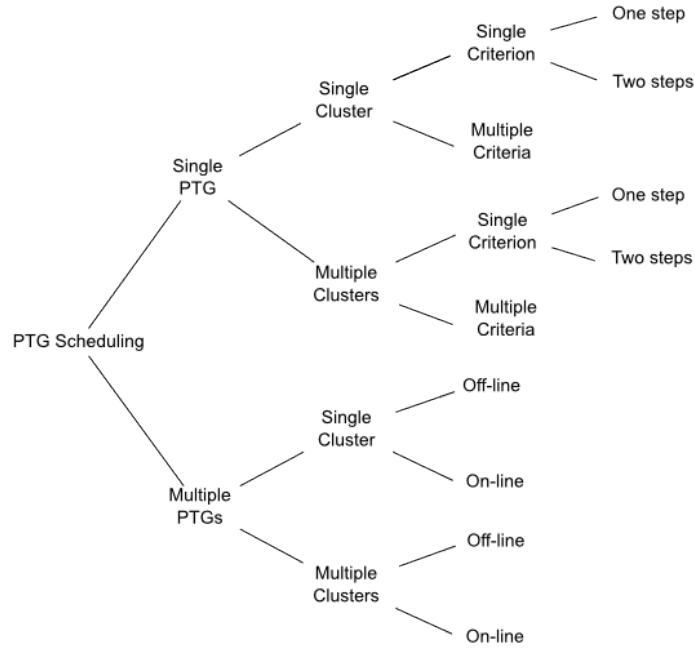 One step
Single
Criterion
Two steps
Single
Cluster
Multiple
Criteria
Single
PTG
One step
Single
Criterion
Two steps
Multiple
Clusters
Multiple
Criteria
PTG Scheduling
Off-line
Single
Cluster
On-line
Multiple
PTGs
Off-line
Multiple
Clusters
On-line